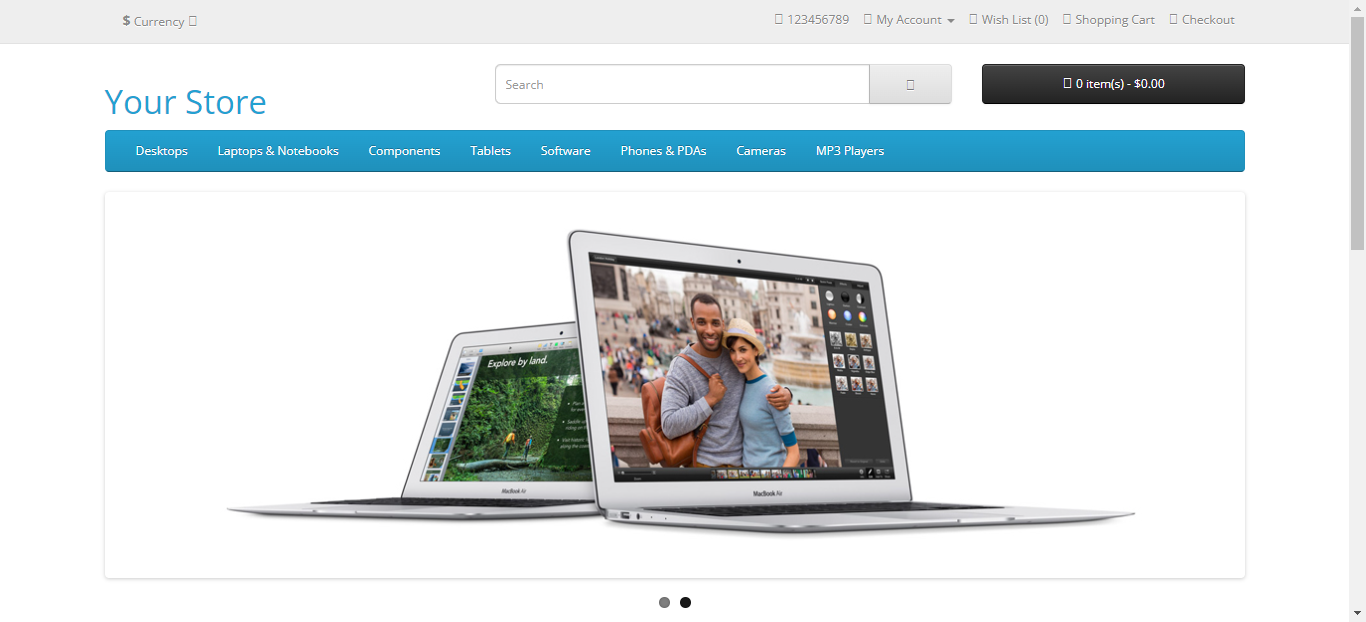 $ Currency
123456789 My Account Wish List (0) Shopping Cart Checkout
Your Store
Search
0 item(s) - $0.00
Desktops Laptops & Notebooks Components Tablets Software Phones & PDAs Cameras MP3 Players
Explore by land.
MacBook Air
MacBook Air